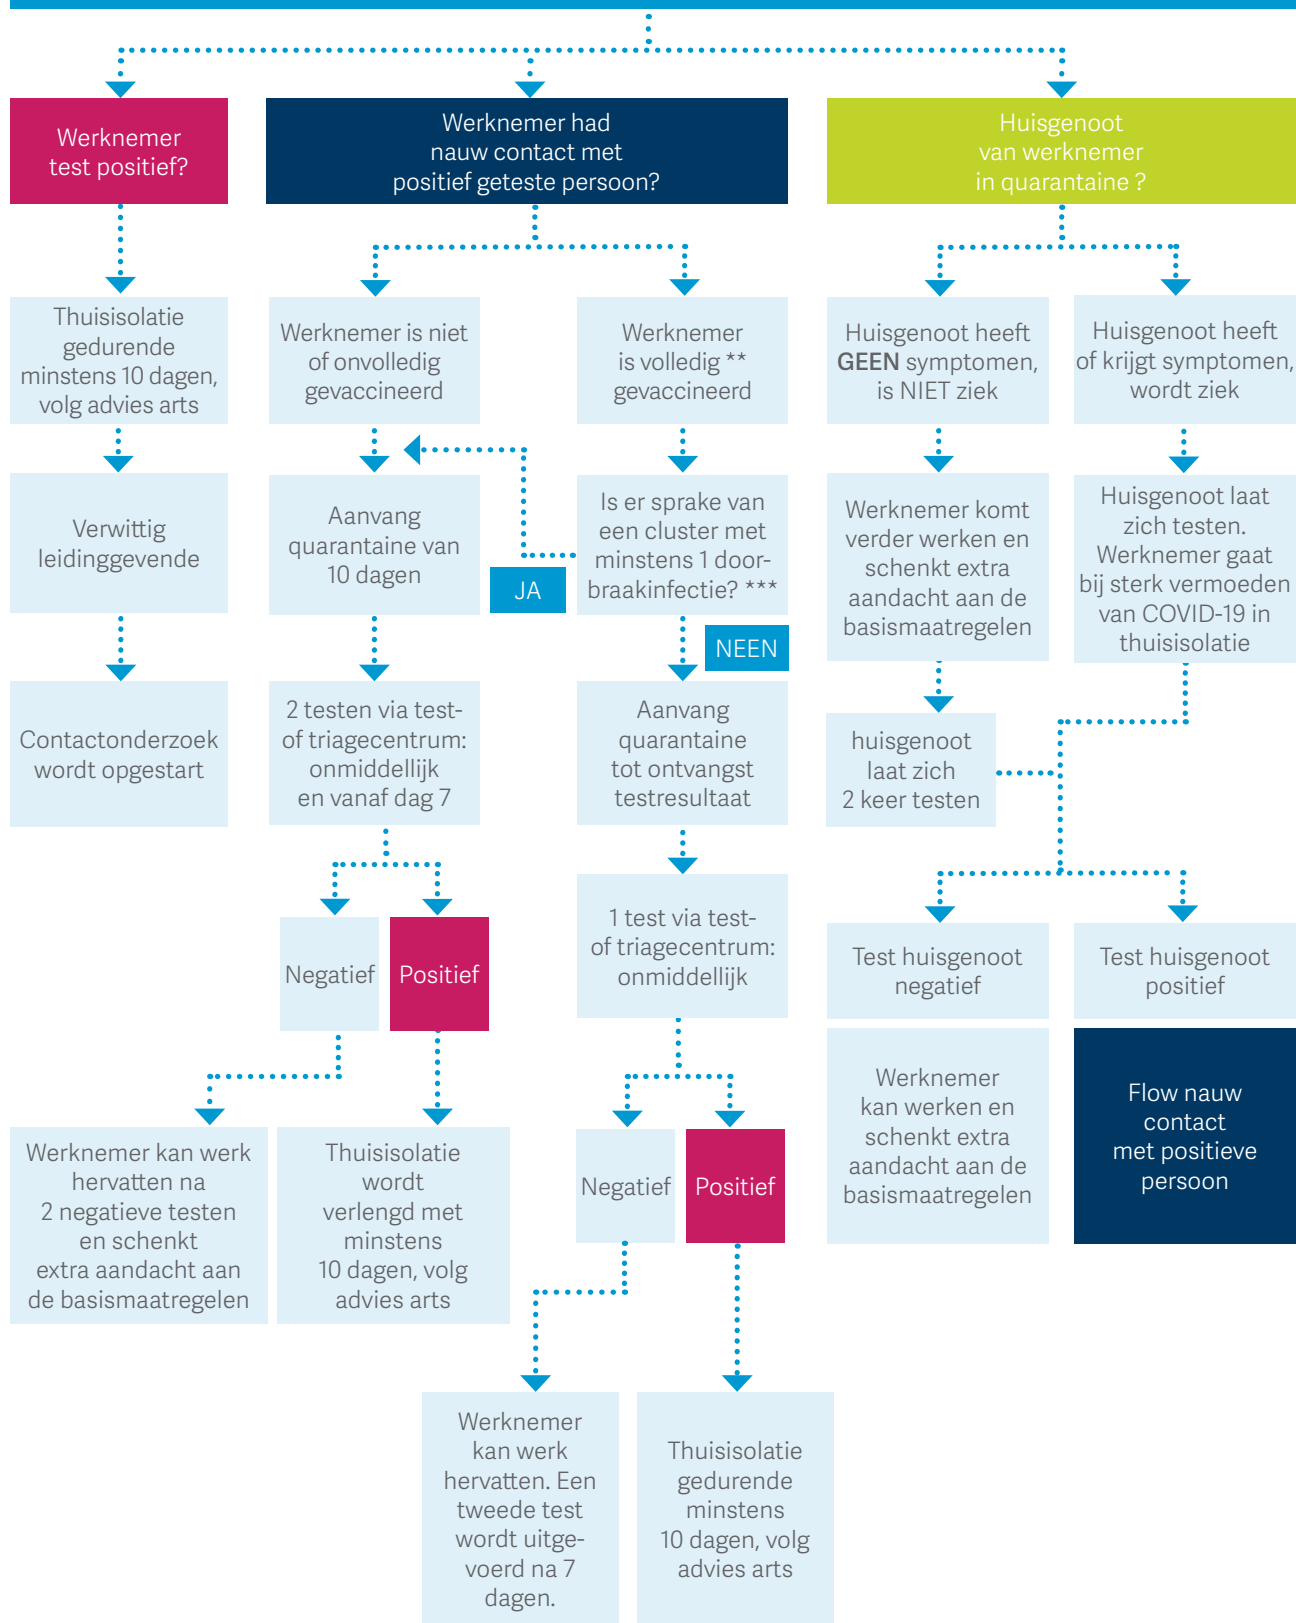 Werknemer
test positief?
Werknemer had
nauw contact met
positief geteste persoon?
Huisgenoot
van werknemer
in quarantaine ?
Thuisisolatie
gedurende
minstens 10 dagen,
volg advies arts
Werknemer is niet
of onvolledig
gevaccineerd
Werknemer
is volledig **
gevaccineerd
Huisgenoot heeft
GEEN symptomen,
is NIET ziek
Huisgenoot heeft
of krijgt symptomen,
wordt ziek
Verwittig
leidinggevende
Aanvang
quarantaine van
10 dagen
JA
Is er sprake van
een cluster met
minstens 1 door-
braakinfectie? ***
NEEN
Werknemer komt
verder werken en
schenkt extra
aandacht aan de
basismaatregelen
Huisgenoot laat
zich testen.
Werknemer gaat
bij sterk vermoeden
van COVID-19 in
thuisisolatie
Contactonderzoek
wordt opgestart
2 testen via test-
of triagecentrum:
onmiddellijk
en vanaf dag 7
Aanvang
quarantaine
tot ontvangst
testresultaat
huisgenoot
laat zich
2 keer testen
Negatief
Positief
1 test via test-
of triagecentrum:
onmiddellijk
Test huisgenoot
negatief
Test huisgenoot
positief
Werknemer
kan werken en
schenkt extra
aandacht aan de
basismaatregelen
Flow nauw
contact
met positieve
persoon
Werknemer kan werk
hervatten na
2 negatieve testen
en schenkt
extra aandacht aan
de basismaatregelen
Thuisisolatie
wordt
verlengd met
minstens
10 dagen, volg
advies arts
Negatief
Positief
Werknemer
kan werk
hervatten. Een
tweede test
wordt uitge-
voerd na 7
dagen.
Thuisisolatie
gedurende
minstens
10 dagen, volg
advies arts